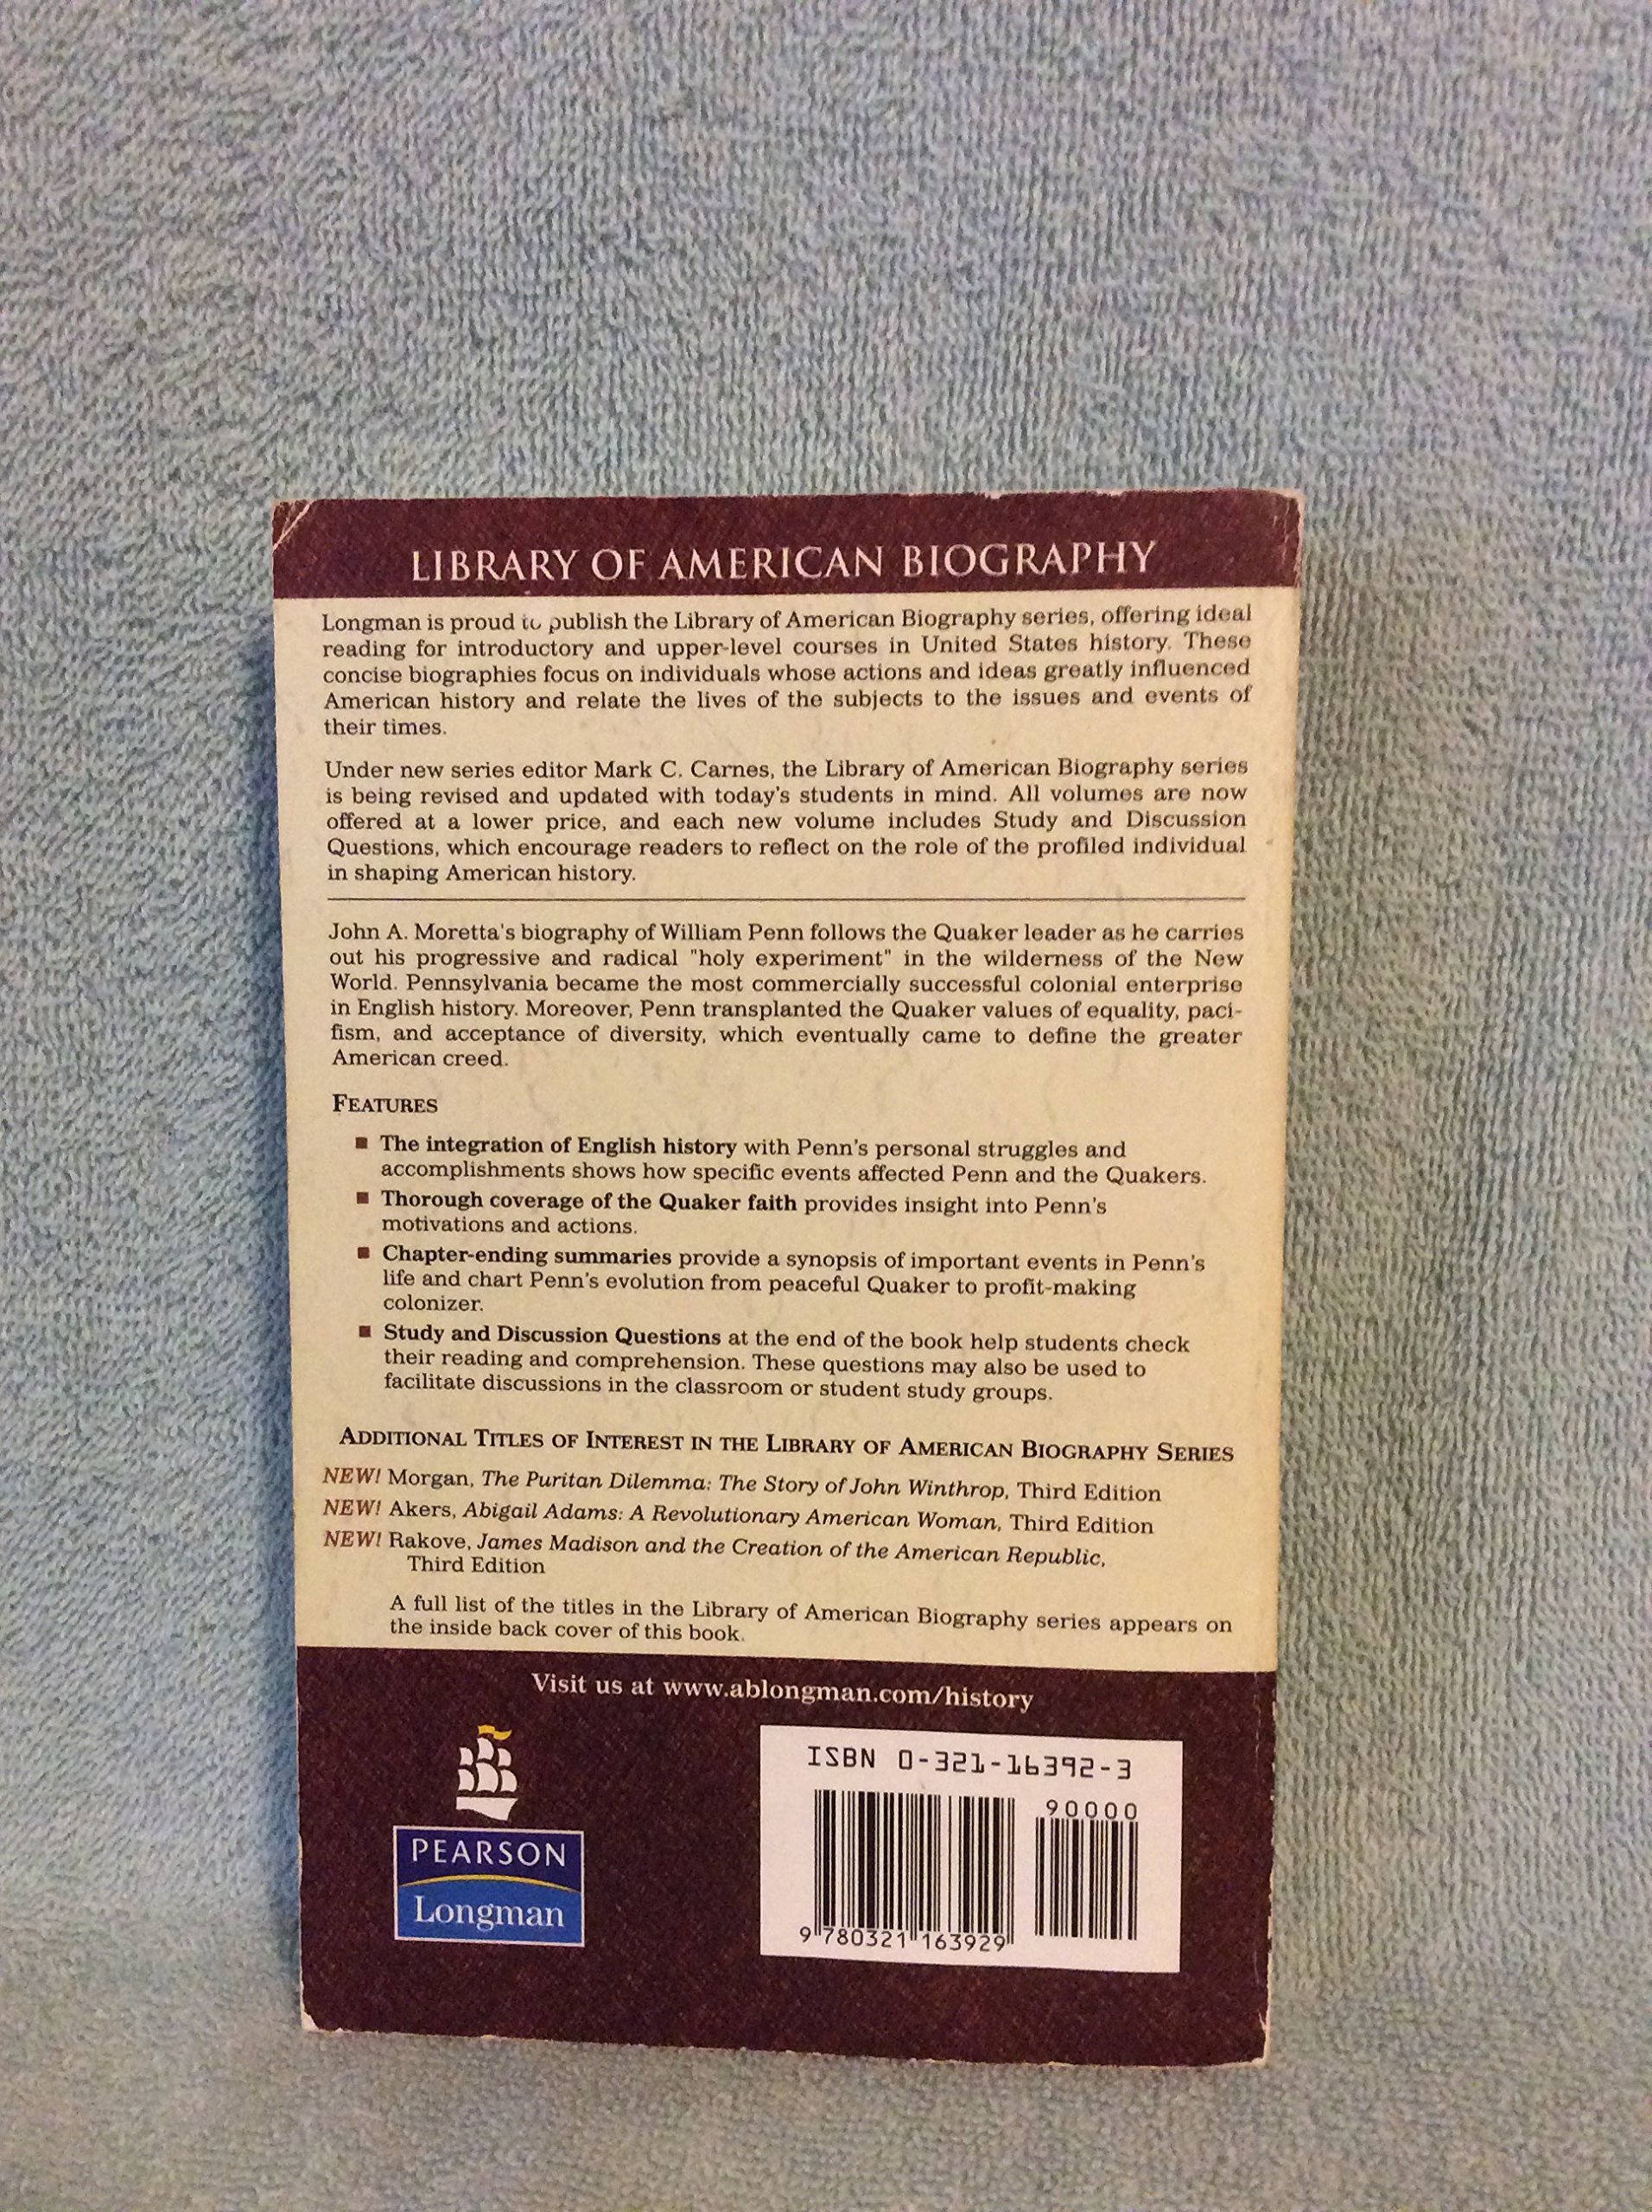 LIBRARY OF AMERICAN BIOGRAPHY
Longman is proud to publish the Library of American Biography series, offering ideal
reading for introductory and upper-level courses in United States history. These
concise biographies focus on individuals whose actions and ideas greatly influenced
American history and relate the lives of the subjects to the issues and events of
their times.
Under new series editor Mark C. Carnes, the Library of American Biography series
is being revised and updated with today's students in mind. All volumes are now
offered at a lower price, and each new volume includes Study and Discussion
Questions, which encourage readers to reflect on the role of the profiled individual
in shaping American history.
John A. Moretta's biography of William Penn follows the Quaker leader as he carries
out his progressive and radical "holy experiment" in the wilderness of the New
World. Pennsylvania became the most commercially successful colonial enterprise
in English history. Moreover, Penn transplanted the Quaker values of equality, paci-
fism, and acceptance of diversity, which eventually came to define the greater
American creed.
FEATURES
■ The integration of English history with Penn's personal struggles and
accomplishments shows how specific events affected Penn and the Quakers.
■ Thorough coverage of the Quaker faith provides insight into Penn's
motivations and actions.
■ Chapter-ending summaries provide a synopsis of important events in Penn's
life and chart Penn's evolution from peaceful Quaker to profit-making
colonizer.
■ Study and Discussion Questions at the end of the book help students check
their reading and comprehension. These questions may also be used to
facilitate discussions in the classroom or student study groups.
ADDITIONAL TITLES OF INTEREST IN THE LIBRARY OF AMERICAN BIOGRAPHY SERIES
NEW! Morgan, The Puritan Dilemma: The Story of John Winthrop, Third Edition
NEW! Akers, Abigail Adams: A Revolutionary American Woman, Third Edition
NEW! Rakove, James Madison and the Creation of the American Republic,
Third Edition
A full list of the titles in the Library of American Biography series appears on
the inside back cover of this book.
Visit us at www.ablongman.com/history
PEARSON
Longman
ISBN 0-321-16392-3
90000
9 780321 163929